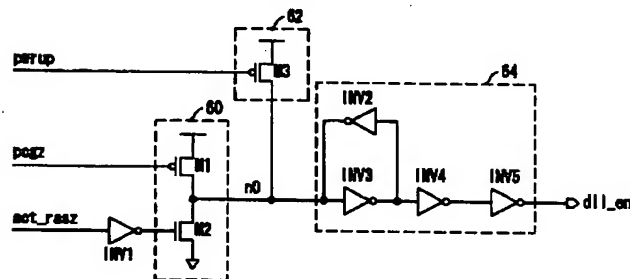 62
pwrup
M3
64
60
INV2
pcgz
M1
n0
INV3
INV4
INV5
dll_en
act_rasz
INV1
M2